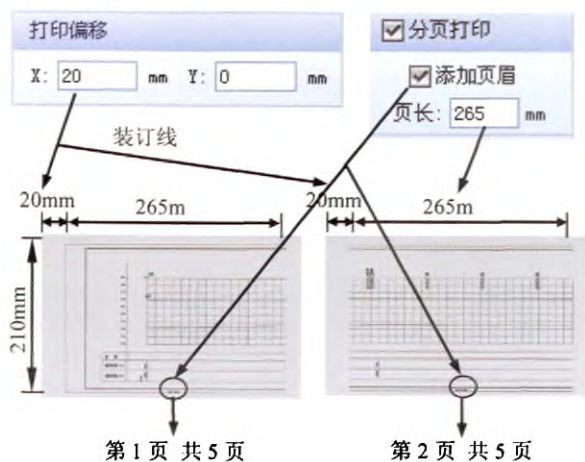 打印偏移
X: 20 mm Y: 0 mm
分页打印
添加页眉
页长: 265 mm
装订线
20mm 265m
20mm 265m
210mm
第1页 共5页
第2页 共5页